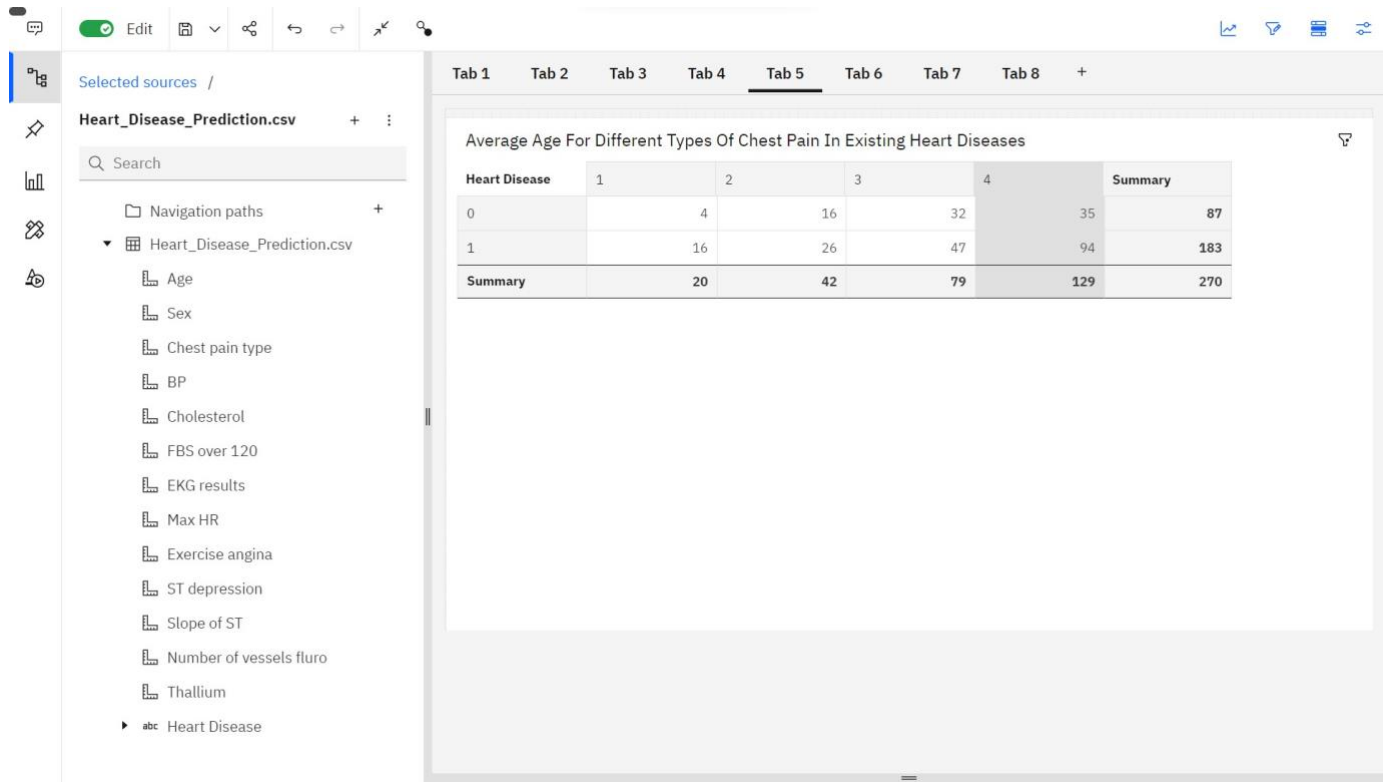 Edit
Selected sources /
Heart_Disease_Prediction.csv
Search
Navigation paths
Heart_Disease_Prediction.csv
Age
Sex
Chest pain type
BP
Cholesterol
FBS over 120
EKG results
Max HR
Exercise angina
ST depression
Slope of ST
Number of vessels fluro
Thallium
abc Heart Disease
Tab 1 Tab 2 Tab 3 Tab 4 Tab 5 Tab 6 Tab 7 Tab 8 +
Average Age For Different Types Of Chest Pain In Existing Heart Diseases
Heart Disease 1 2 3 4 Summary
0 4 16 32 35 87
1 16 26 47 94 183
Summary 20 42 79 129 270